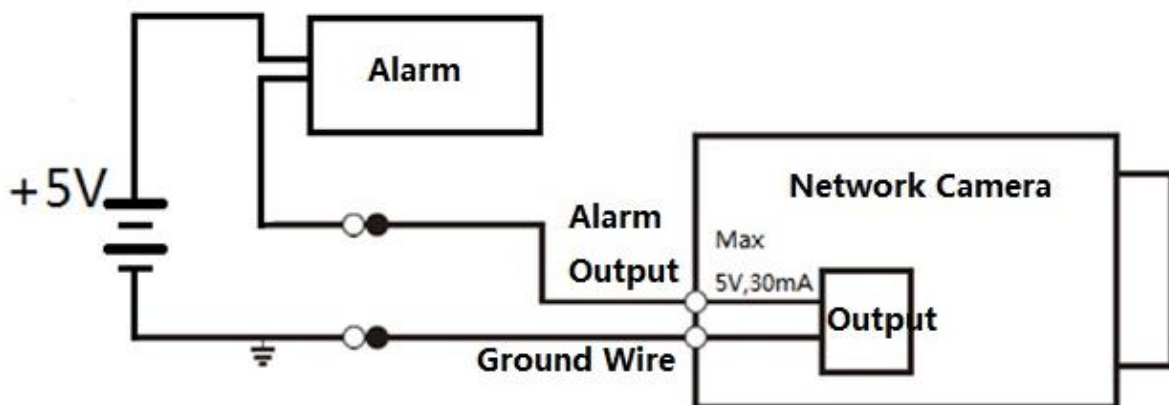 Alarm
+5V
Network Camera
Alarm
Output
Max
5V,30mA
Output
Ground Wire